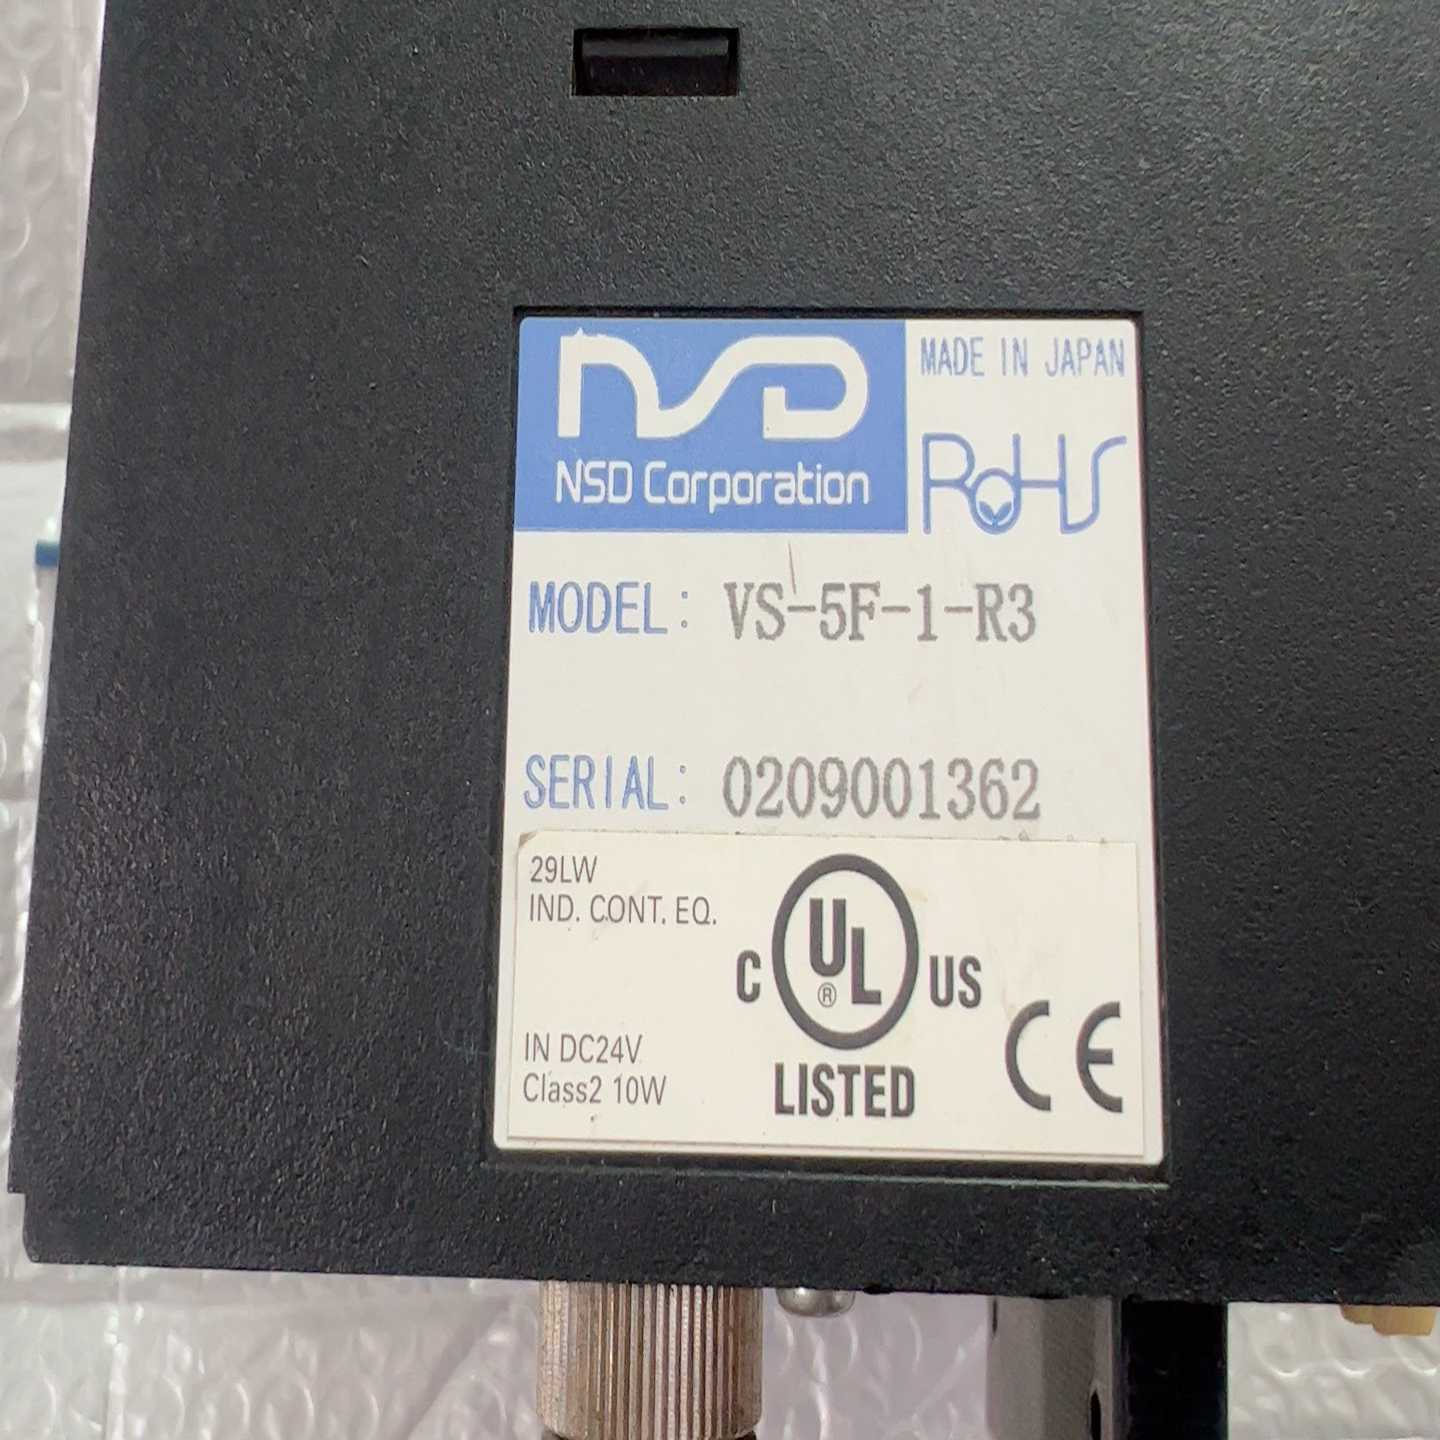 NSD
NSD Corporation
MADE IN JAPAN
RoHS
MODEL: VS-5F-1-R3
SERIAL: 0209001362
29LW
IND. CONT. EQ.
C UL® US
LISTED
CE
IN DC24V
Class2 10W